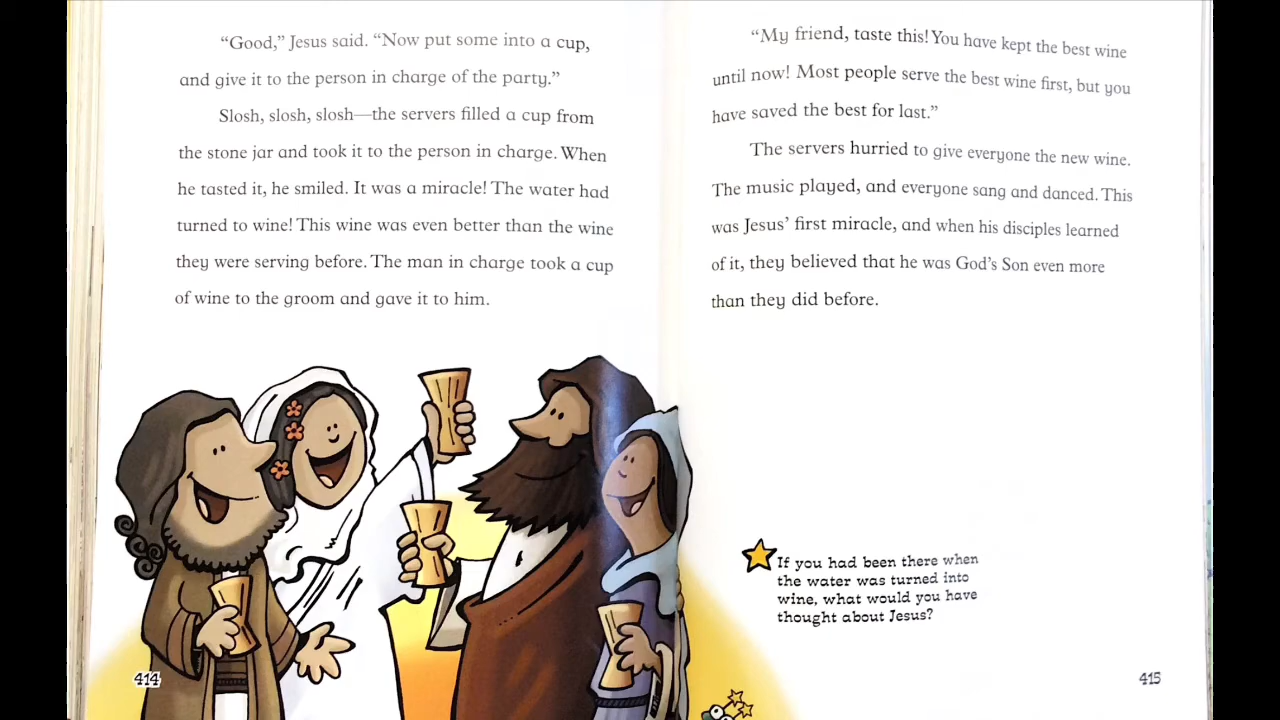 “Good,” Jesus said. “Now put some into a cup,
and give it to the person in charge of the party.”
Slosh, slosh, slosh—the servers filled a cup from
the stone jar and took it to the person in charge. When
he tasted it, he smiled. It was a miracle! The water had
turned to wine! This wine was even better than the wine
they were serving before. The man in charge took a cup
of wine to the groom and gave it to him.
414
“My friend, taste this! You have kept the best wine
until now! Most people serve the best wine first, but you
have saved the best for last.”
The servers hurried to give everyone the new wine.
The music played, and everyone sang and danced. This
was Jesus’ first miracle, and when his disciples learned
of it, they believed that he was God’s Son even more
than they did before.
If you had been there when
the water was turned into
wine, what would you have
thought about Jesus?
415